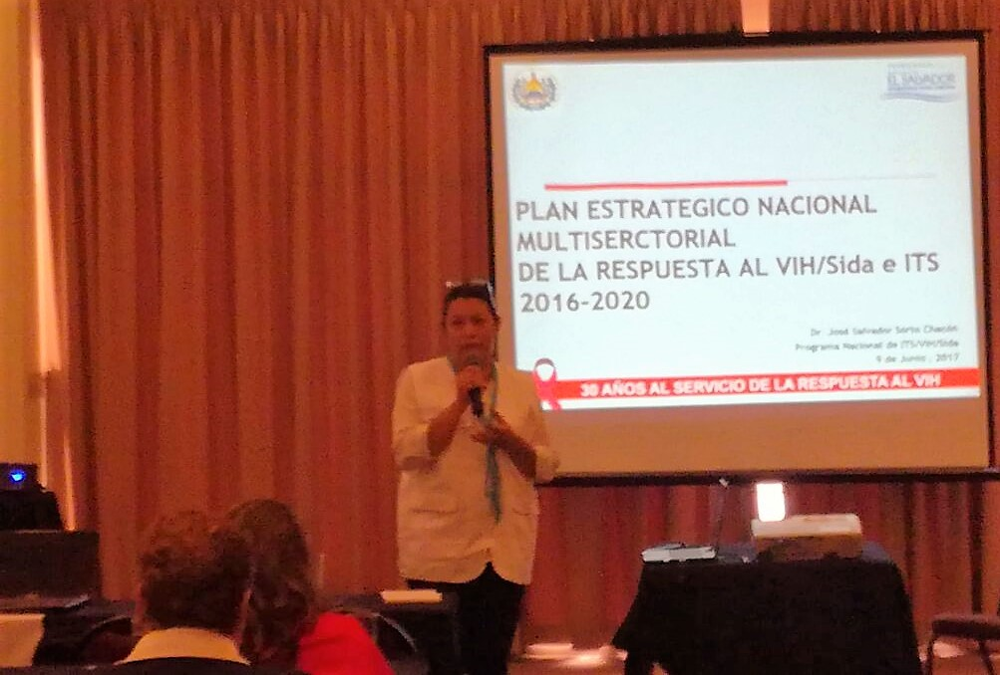 EL SALVADOR
PLAN ESTRATEGICO NACIONAL
MULTISERCTORIAL
DE LA RESPUESTA AL VIH/Sida e ITS
2016-2020
Dr. José Salvador Sorto Chacón
Programa Nacional de ITS/VIH/Sida
9 de Junio, 2017
30 AÑOS AL SERVICIO DE LA RESPUESTA AL VIH